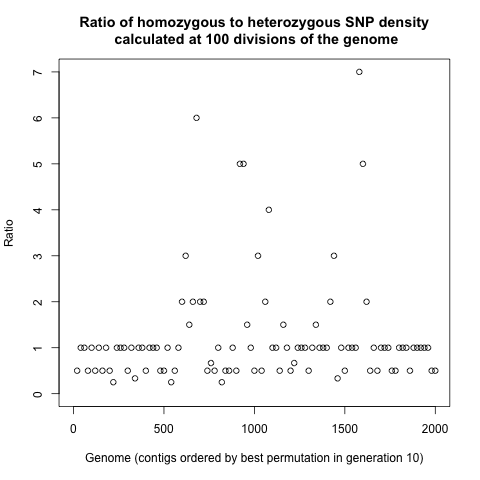 Ratio of homozygous to heterozygous SNP density
calculated at 100 divisions of the genome
7
6
5
4
3
2
1
0
Ratio
0 500 1000 1500 2000
Genome (contigs ordered by best permutation in generation 10)